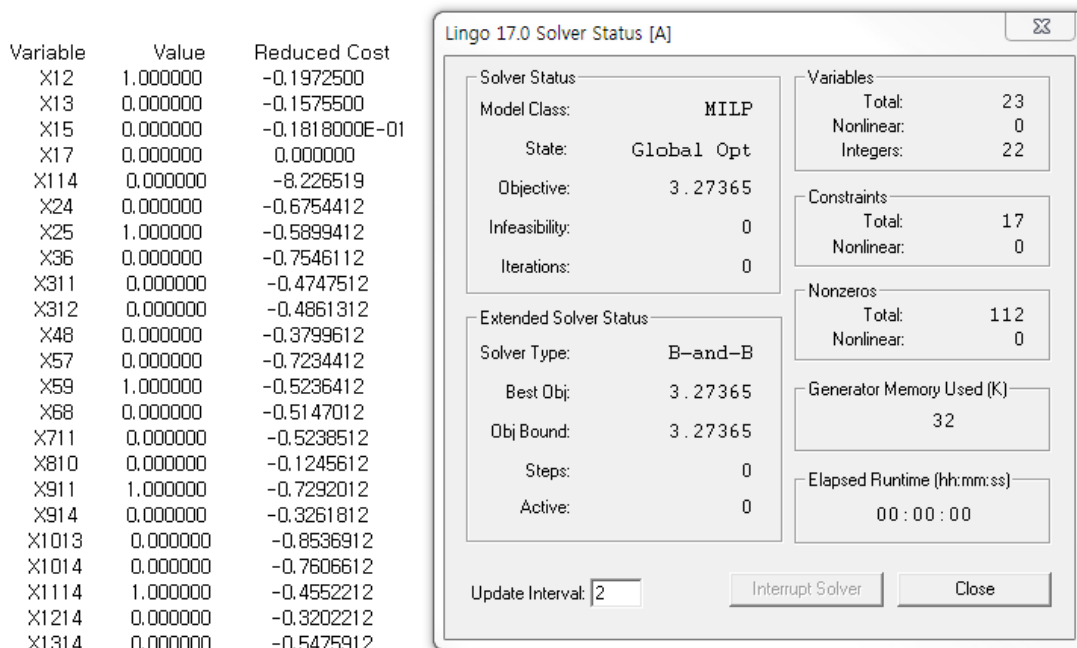 Variable Value Reduced Cost
X12 1.000000 -0.1972500
X13 0.000000 -0.1575500
X15 0.000000 -0.1818000E-01
X17 0.000000 0.000000
X114 0.000000 -8.226519
X24 0.000000 -0.6754412
X25 1.000000 -0.5899412
X36 0.000000 -0.7546112
X311 0.000000 -0.4747512
X312 0.000000 -0.4861312
X48 0.000000 -0.3799612
X57 0.000000 -0.7234412
X59 1.000000 -0.5236412
X68 0.000000 -0.5147012
X711 0.000000 -0.5238512
X810 0.000000 -0.1245612
X911 1.000000 -0.7292012
X914 0.000000 -0.3261812
X1013 0.000000 -0.8536912
X1014 0.000000 -0.7606612
X1114 1.000000 -0.4552212
X1214 0.000000 -0.3202212
X1314 0.000000 -0.5475912
Lingo 17.0 Solver Status [A]
Solver Status
Model Class: MILP
State: Global Opt
Objective: 3.27365
Infeasibility: 0
Iterations: 0
Extended Solver Status
Solver Type: B-and-B
Best Obj: 3.27365
Obj Bound: 3.27365
Steps: 0
Active: 0
Variables
Total: 23
Nonlinear: 0
Integers: 22
Constraints
Total: 17
Nonlinear: 0
Nonzeros
Total: 112
Nonlinear: 0
Generator Memory Used (K)
32
Elapsed Runtime (hh:mm:ss)
00:00:00
Update Interval: 2
Interrupt Solver
Close